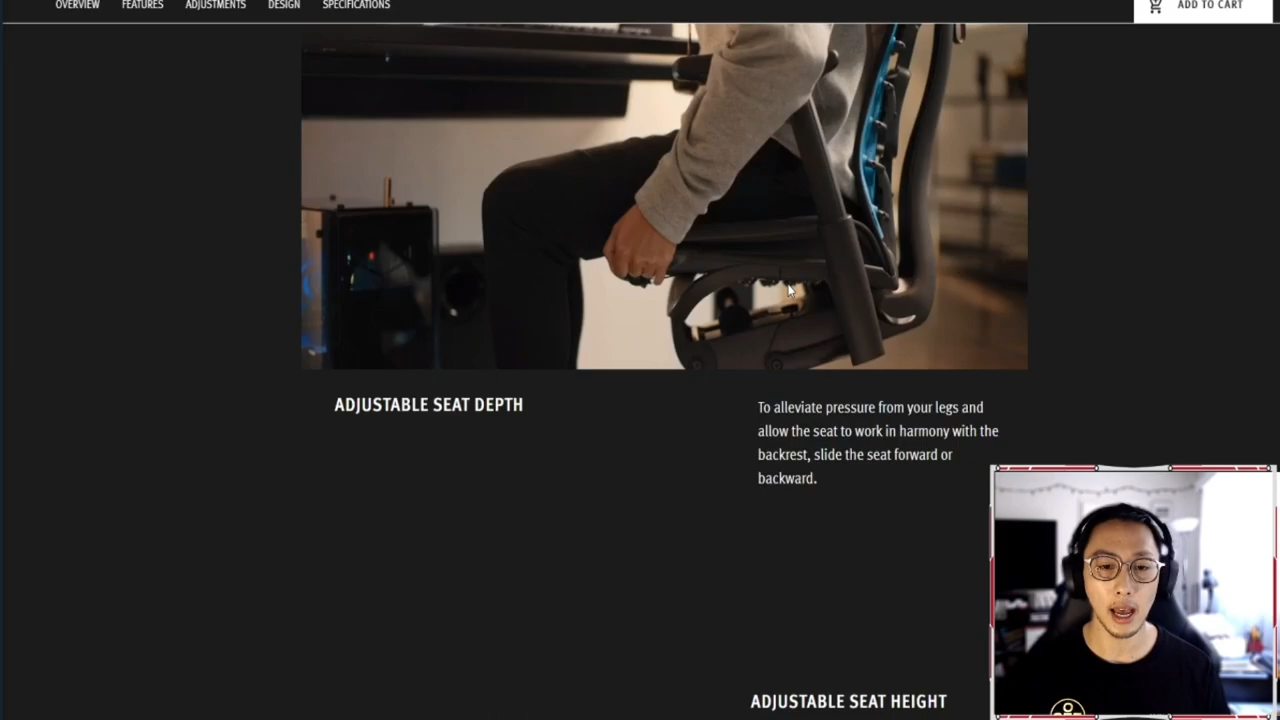 OVERVIEW FEATURES ADJUSTMENTS DESIGN SPECIFICATIONS
ADD TO CART
ADJUSTABLE SEAT DEPTH
To alleviate pressure from your legs and
allow the seat to work in harmony with the
backrest, slide the seat forward or
backward.
ADJUSTABLE SEAT HEIGHT